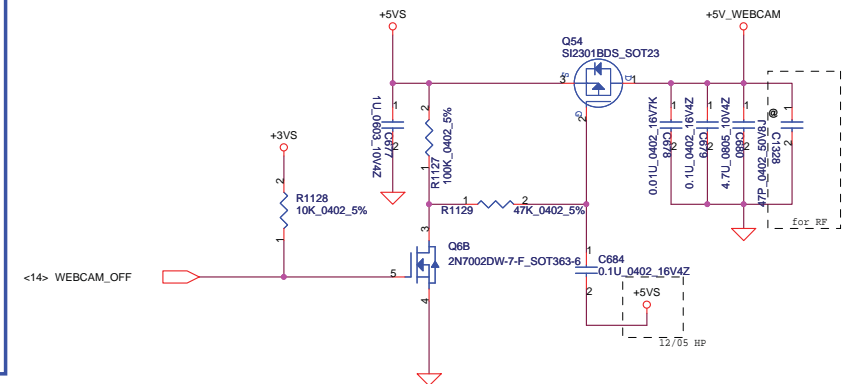 +5VS
+5V_WEBCAM
Q54
SI2301BDS_SOT23
3
S
D
1
G
2
1U_0603_10V4Z
C677
1
2
2
R1127
100K_0402_5%
1
0.01U_0402_16V7K
C678
1
2
0.1U_0402_16V4Z
C679
1
2
4.7U_0805_10V4Z
C680
1
2
47P_0402_50V8J
@
C1328
1
2
for RF
+3VS
2
R1128
10K_0402_5%
1
R1129
1
2
47K_0402_5%
3
Q6B
2N7002DW-7-F_SOT363-6
5
4
<14> WEBCAM_OFF
1
C684
0.1U_0402_16V4Z
2
+5VS
12/05 HP